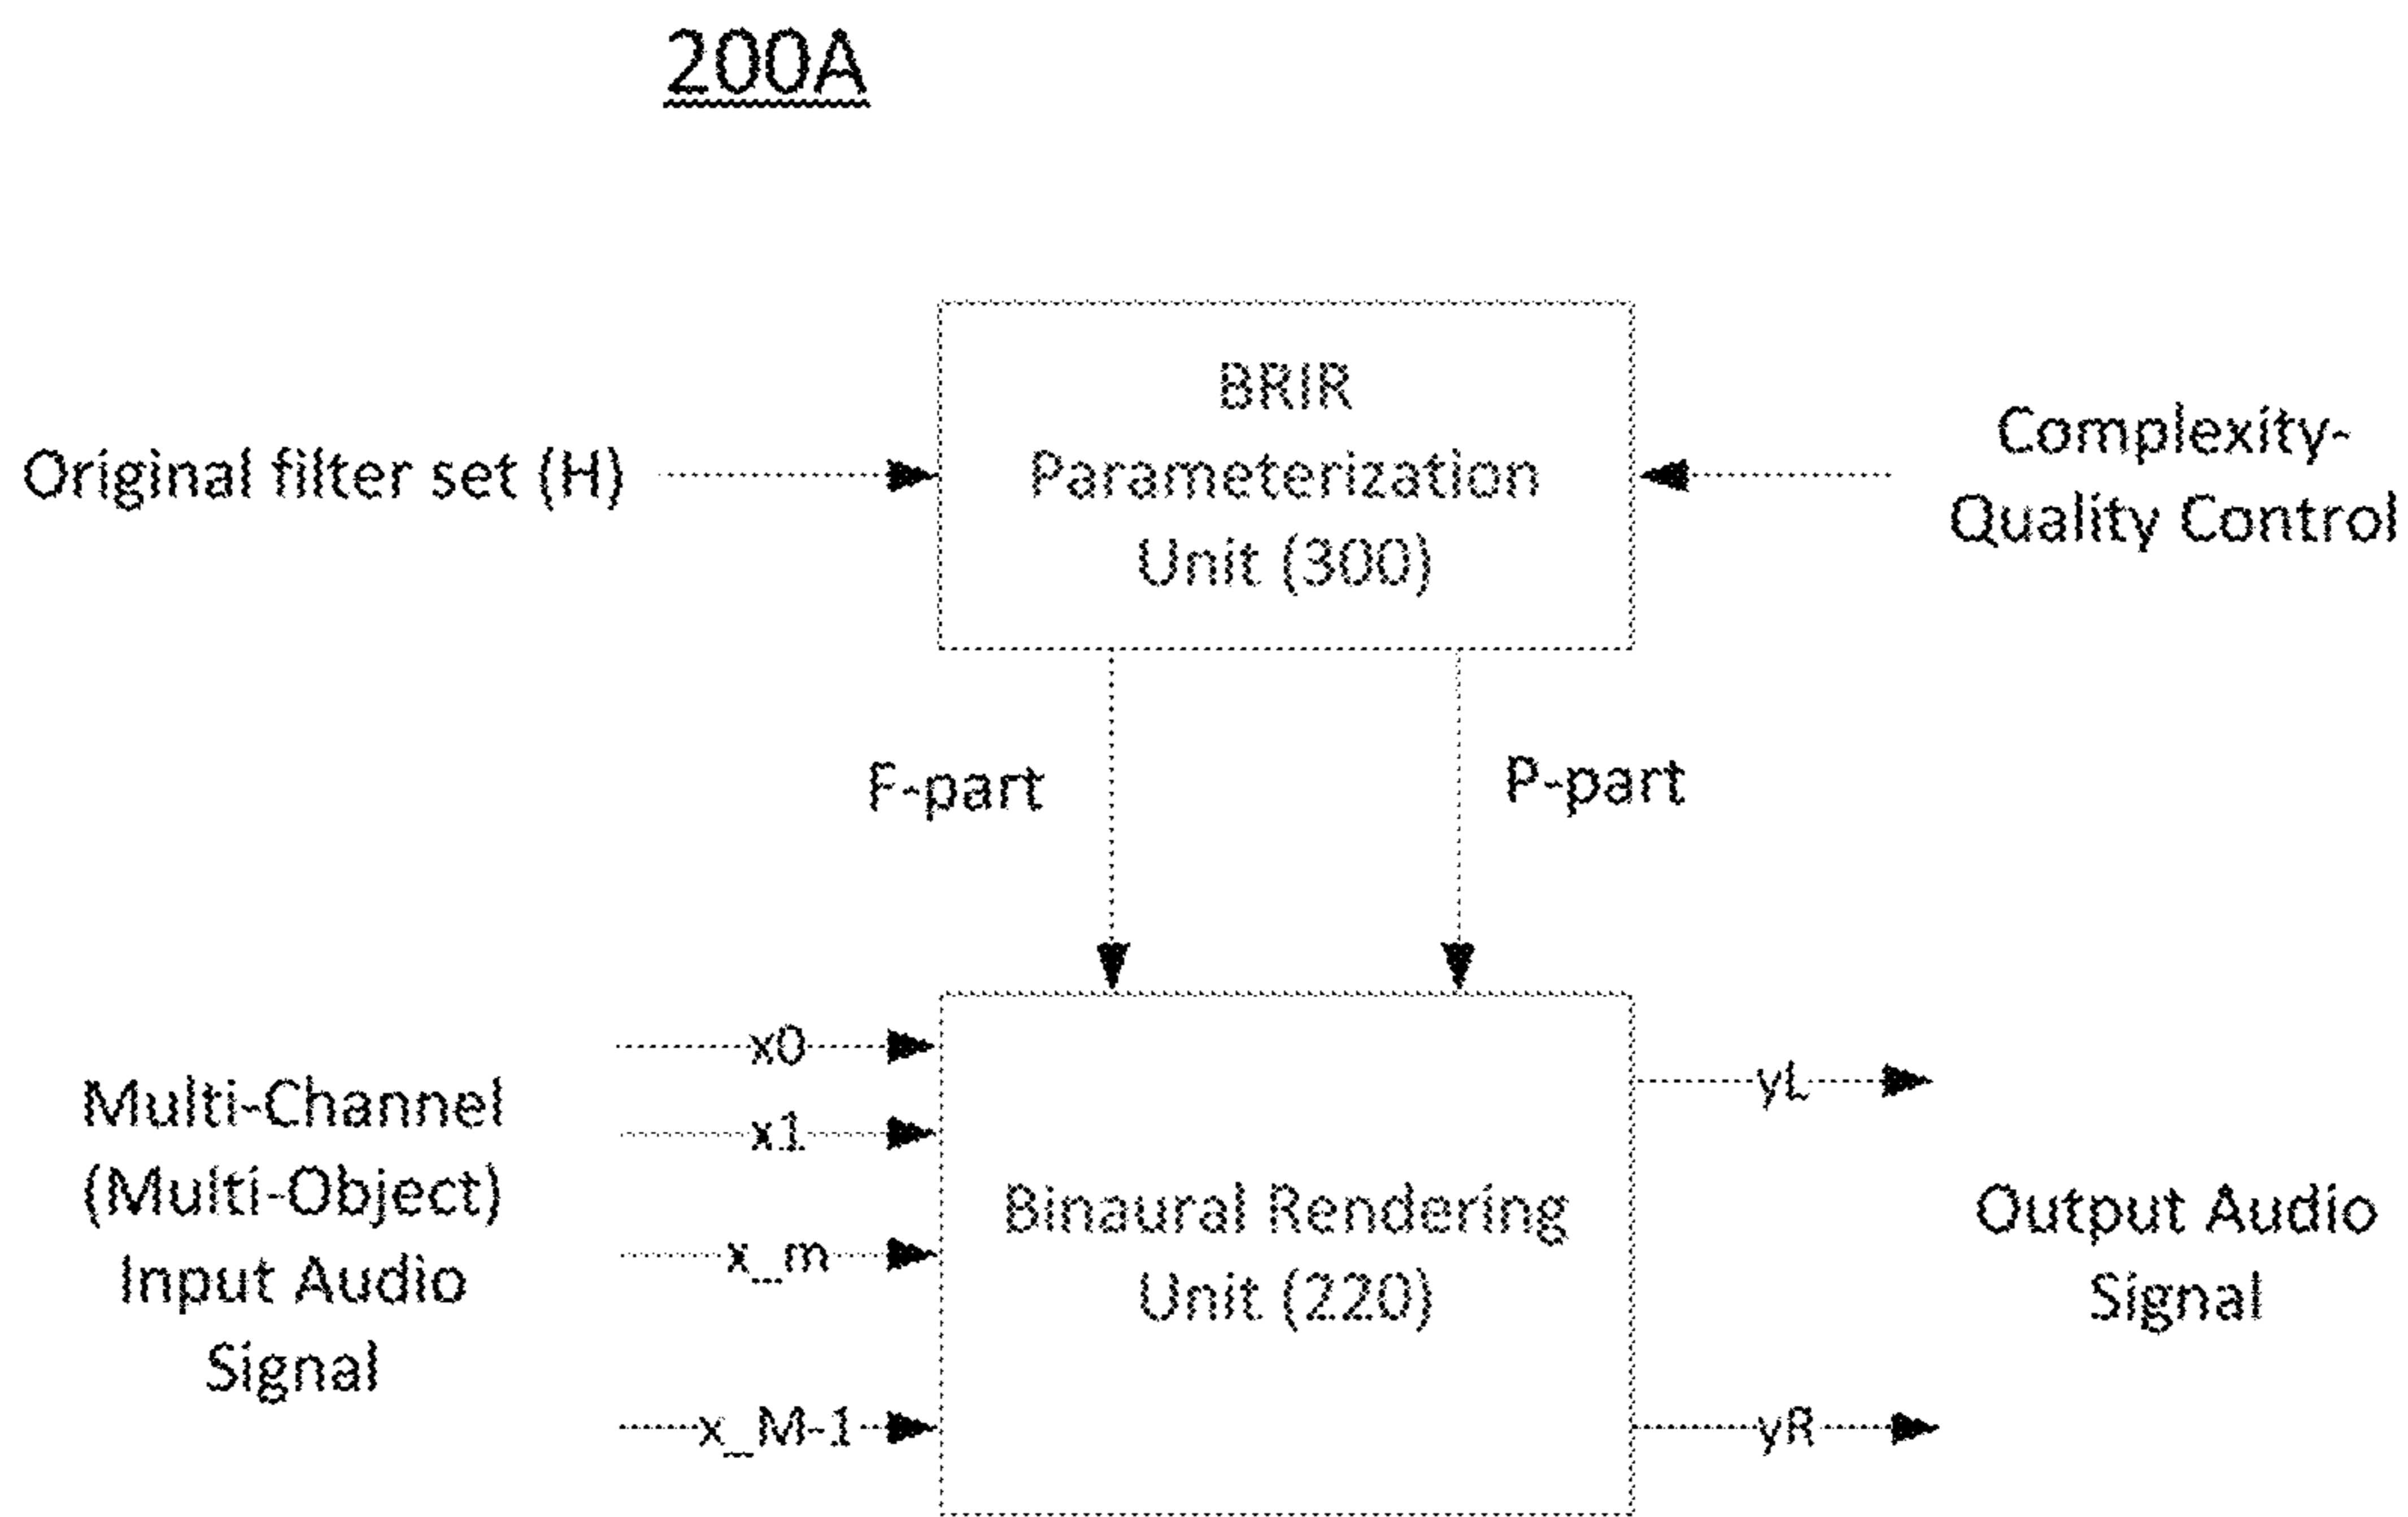 200A
BRIR
Parameterization
Unit (300)
Original filter set (H)
Complexity-
Quality Control
F-part
P-part
x0
x1
x_m
x_M-1
Multi-Channel
(Multi-Object)
Input Audio
Signal
Binaural Rendering
Unit (220)
yL
yR
Output Audio
Signal